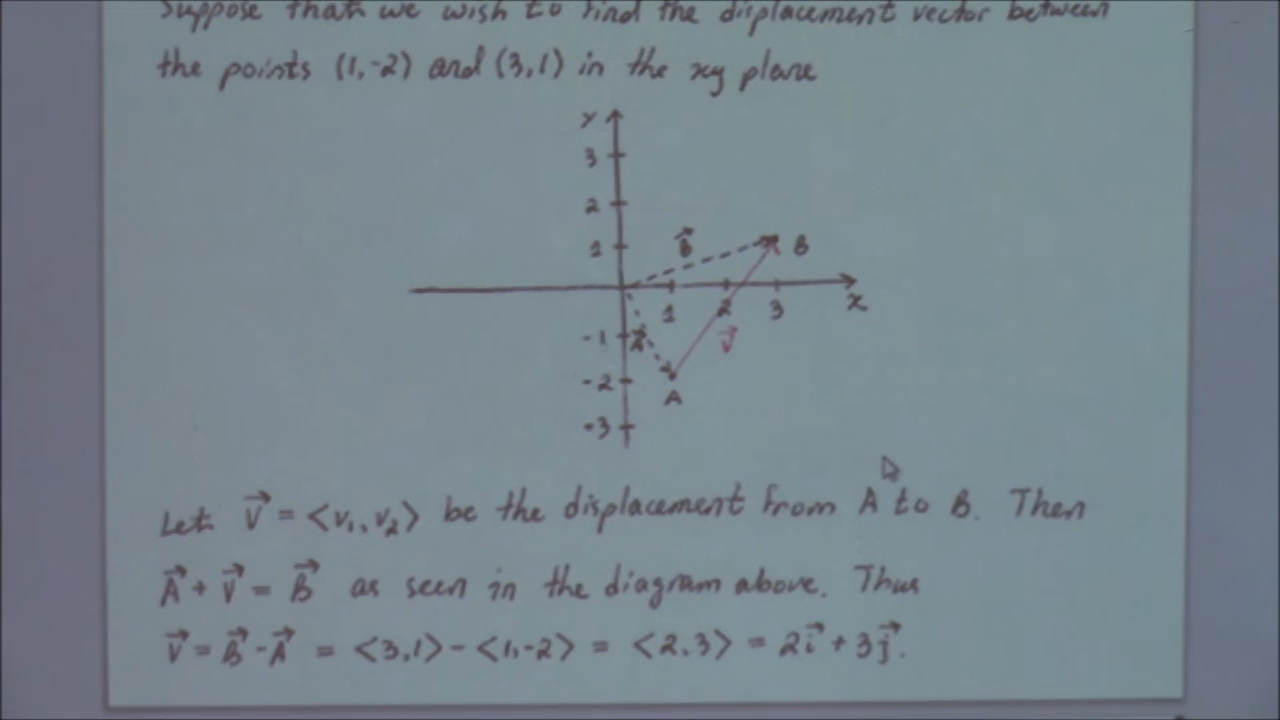 Suppose that we wish to find the displacement vector between
the points (1,-2) and (3,1) in the xy plane
y
3
2
B⃗
1
B
1
2
3
x
-1
A⃗
V⃗
-2
A
-3
Let V⃗ = <v₁, v₂> be the displacement from A to B. Then
A⃗ + V⃗ = B⃗ as seen in the diagram above. Thus
V⃗ = B⃗ - A⃗ = <3,1> - <1,-2> = <2,3> = 2i⃗ + 3j⃗.